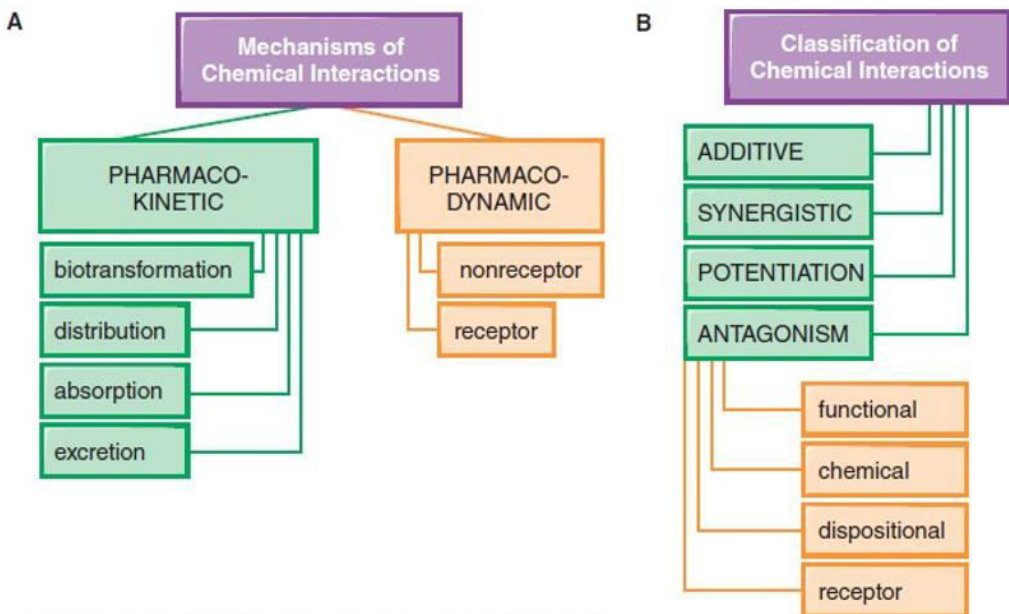 A
Mechanisms of
Chemical Interactions
PHARMACO-
KINETIC
biotransformation
distribution
absorption
excretion
PHARMACO-
DYNAMIC
nonreceptor
receptor
B
Classification of
Chemical Interactions
ADDITIVE
SYNERGISTIC
POTENTIATION
ANTAGONISM
functional
chemical
dispositional
receptor